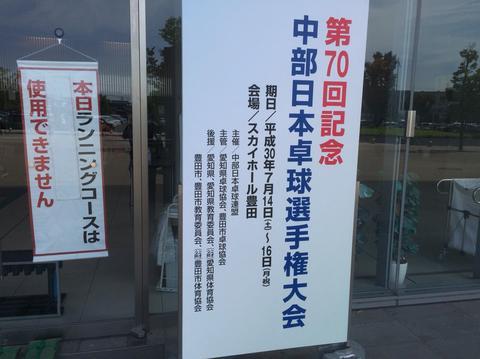 第70回記念
中部日本卓球選手権大会
期日/平成30年7月14日(土)~16日(月・祝)
会場/スカイホール豊田
主催/中部日本卓球連盟
主管/愛知県卓球協会、豊田市卓球協会
後援/愛知県、愛知県教育委員会、(公財)愛知県体育協会
豊田市、豊田市教育委員会、(公財)豊田市体育協会
本日ランニングコースは
使用できません